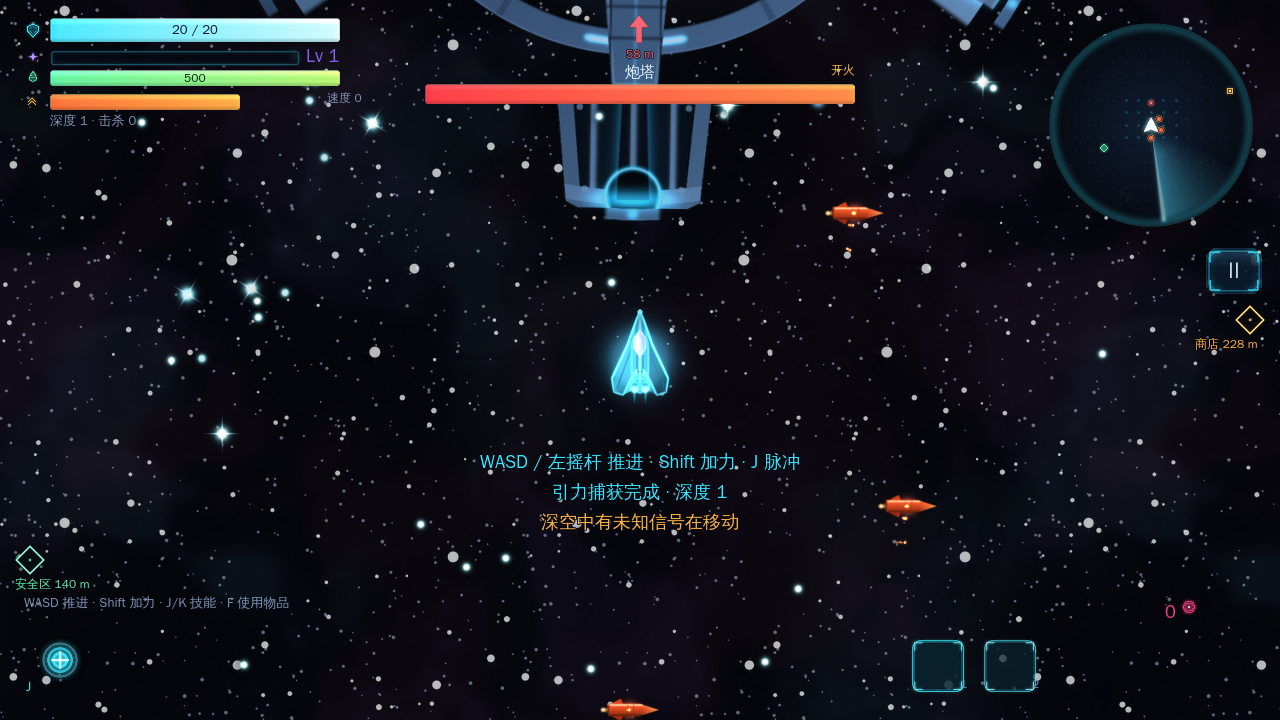 20 / 20
Lv 1
500
速度 0
深度 1 · 击杀 0
58 m
炮塔
开火
商店 228 m
WASD / 左摇杆 推进 · Shift 加力 · J 脉冲
引力捕获完成 · 深度 1
深空中有未知信号在移动
安全区 140 m
WASD 推进 · Shift 加力 · J/K 技能 · F 使用物品
0
J